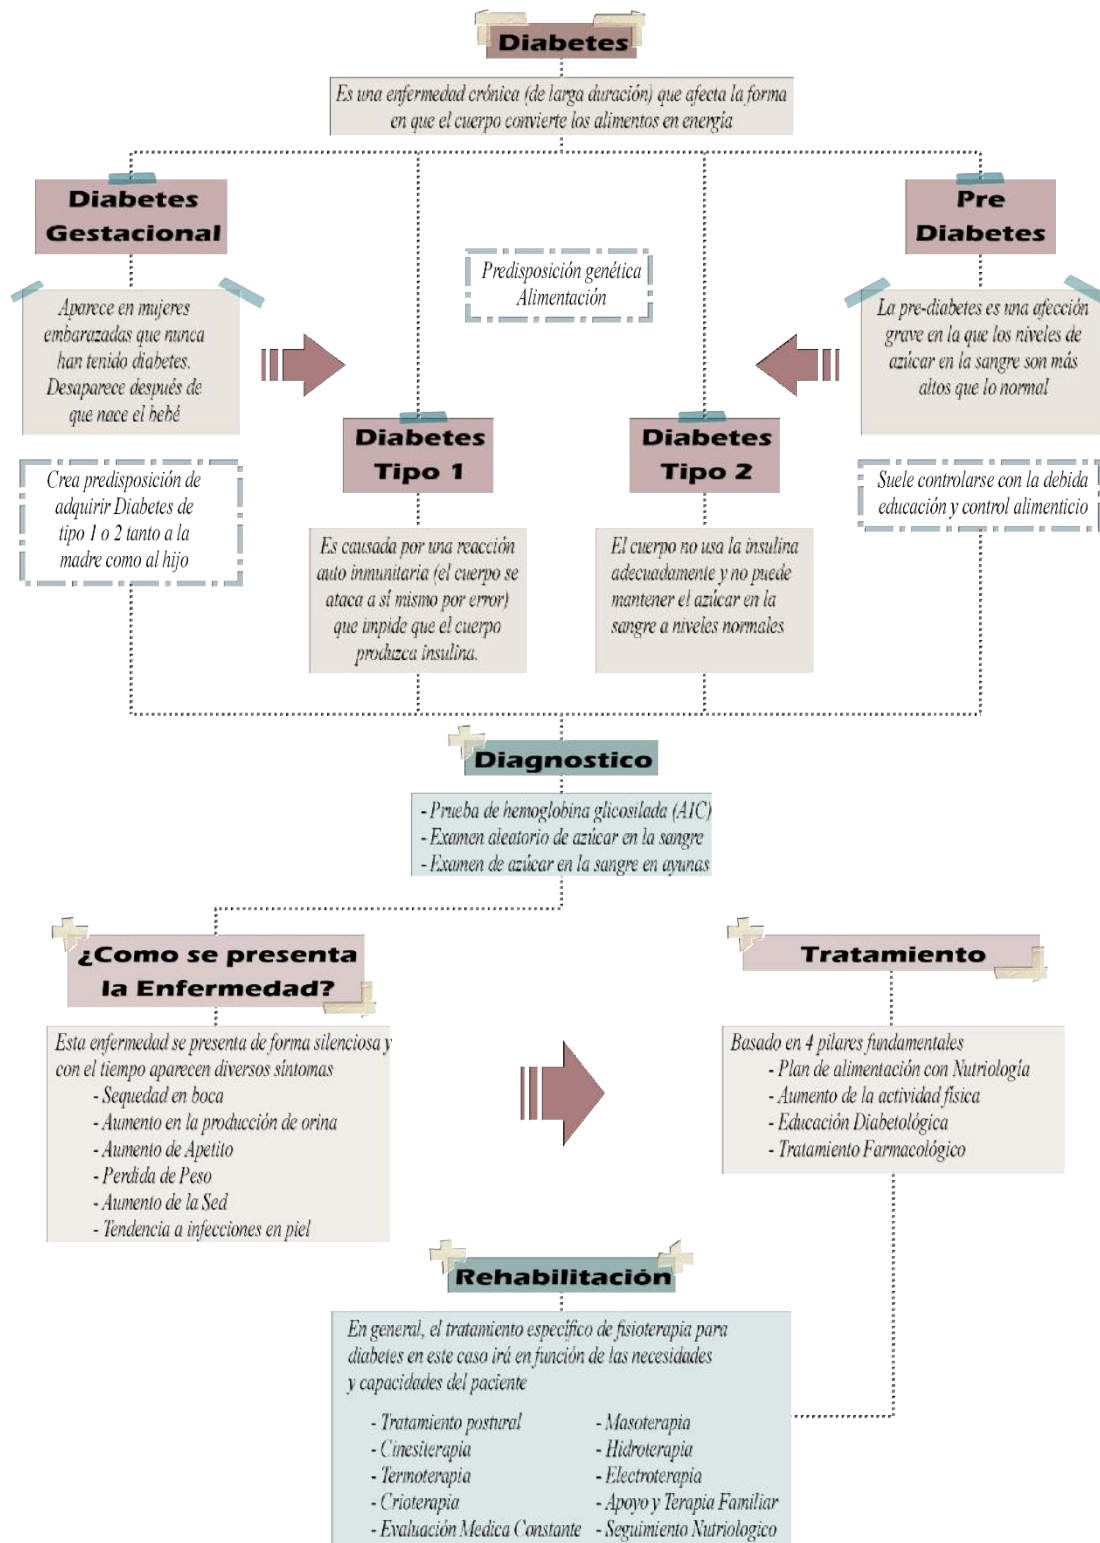 Diabetes
Es una enfermedad crónica (de larga duración) que afecta la forma
en que el cuerpo convierte los alimentos en energía
Diabetes
Gestacional
Aparece en mujeres
embarazadas que nunca
han tenido diabetes.
Desaparece después de
que nace el bebé
Crea predisposición de
adquirir Diabetes de
tipo 1 o 2 tanto a la
madre como al hijo
Predisposición genética
Alimentación
Pre
Diabetes
La pre-diabetes es una afección
grave en la que los niveles de
azúcar en la sangre son más
altos que lo normal
Suele controlarse con la debida
educación y control alimenticio
Diabetes
Tipo 1
Es causada por una reacción
auto inmunitaria (el cuerpo se
ataca a sí mismo por error)
que impide que el cuerpo
produzca insulina.
Diabetes
Tipo 2
El cuerpo no usa la insulina
adecuadamente y no puede
mantener el azúcar en la
sangre a niveles normales
Diagnostico
- Prueba de hemoglobina glicosilada (A1C)
- Examen aleatorio de azúcar en la sangre
- Examen de azúcar en la sangre en ayunas
¿Como se presenta
la Enfermedad?
Esta enfermedad se presenta de forma silenciosa y
con el tiempo aparecen diversos síntomas
- Sequedad en boca
- Aumento en la producción de orina
- Aumento de Apetito
- Perdida de Peso
- Aumento de la Sed
- Tendencia a infecciones en piel
Tratamiento
Basado en 4 pilares fundamentales
- Plan de alimentación con Nutriología
- Aumento de la actividad física
- Educación Diabetológica
- Tratamiento Farmacológico
Rehabilitación
En general, el tratamiento específico de fisioterapia para
diabetes en este caso irá en función de las necesidades
y capacidades del paciente
- Tratamiento postural
- Cinesiterapia
- Termoterapia
- Crioterapia
- Evaluación Medica Constante
- Masoterapia
- Hidroterapia
- Electroterapia
- Apoyo y Terapia Familiar
- Seguimiento Nutriologico